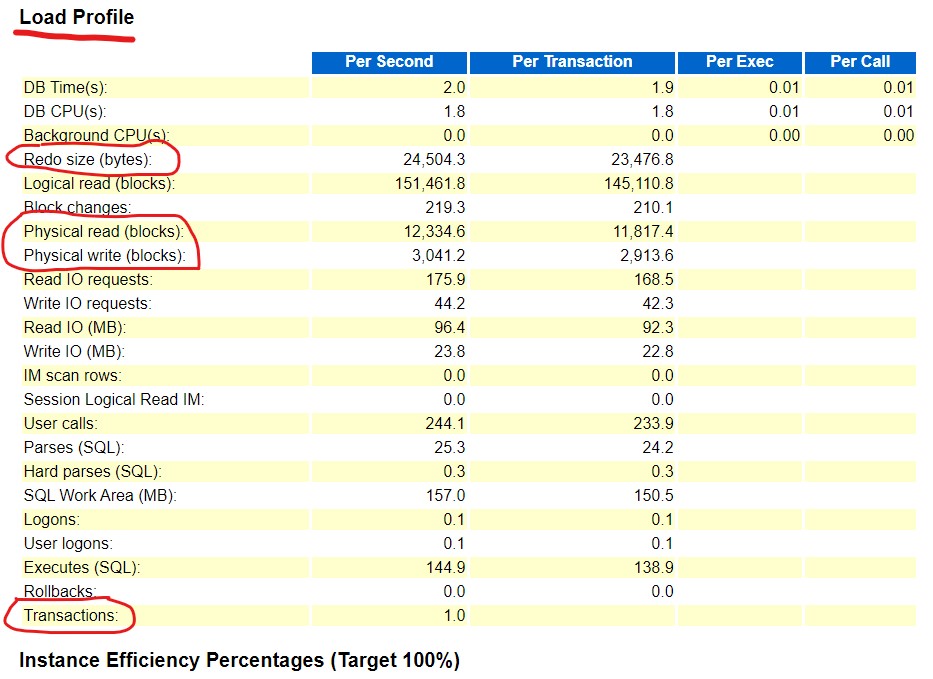 Load Profile
Per Second Per Transaction Per Exec Per Call
DB Time(s): 2.0 1.9 0.01 0.01
DB CPU(s): 1.8 1.8 0.01 0.01
Background CPU(s): 0.0 0.0 0.00 0.00
Redo size (bytes): 24,504.3 23,476.8
Logical read (blocks): 151,461.8 145,110.8
Block changes: 219.3 210.1
Physical read (blocks): 12,334.6 11,817.4
Physical write (blocks): 3,041.2 2,913.6
Read IO requests: 175.9 168.5
Write IO requests: 44.2 42.3
Read IO (MB): 96.4 92.3
Write IO (MB): 23.8 22.8
IM scan rows: 0.0 0.0
Session Logical Read IM: 0.0 0.0
User calls: 244.1 233.9
Parses (SQL): 25.3 24.2
Hard parses (SQL): 0.3 0.3
SQL Work Area (MB): 157.0 150.5
Logons: 0.1 0.1
User logons: 0.1 0.1
Executes (SQL): 144.9 138.9
Rollbacks: 0.0 0.0
Transactions: 1.0
Instance Efficiency Percentages (Target 100%)